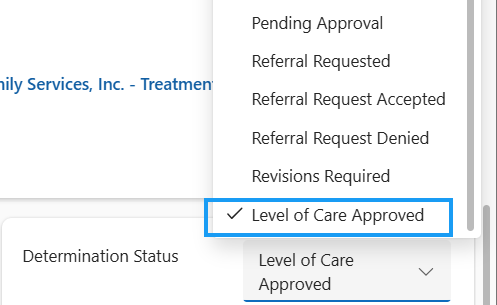 Pending Approval
Referral Requested
ily Services, Inc. - Treatment
Referral Request Accepted
Referral Request Denied
Revisions Required
Level of Care Approved
Determination Status
Level of Care
Approved